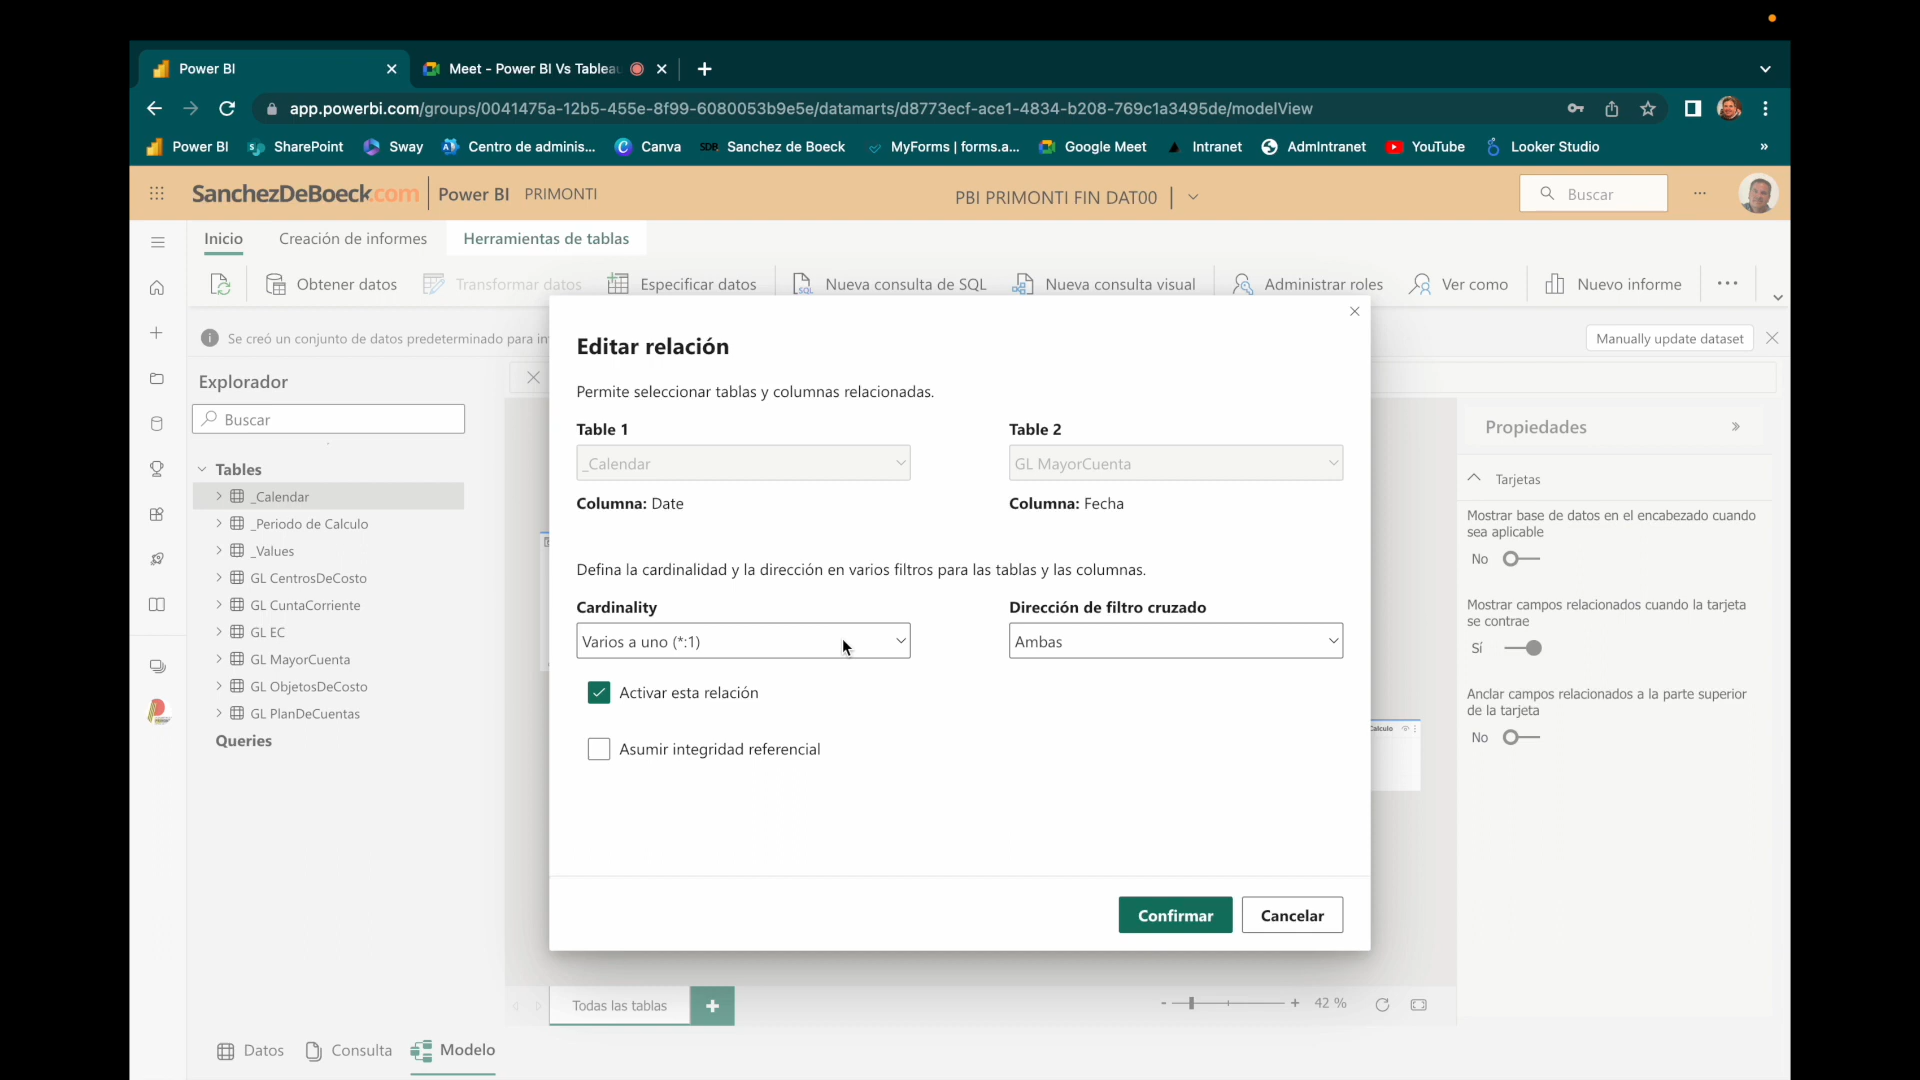 Power BI
Meet - Power BI Vs Tablea
app.powerbi.com/groups/0041475a-12b5-455e-8f99-6080053b9e5e/datamarts/d8773ecf-ace1-4834-b208-769c1a3495de/modelView
Power BI SharePoint Sway Centro de adminis... Canva SDB Sanchez de Boeck MyForms | forms.a... Google Meet Intranet AdmIntranet YouTube Looker Studio »
SanchezDeBoeck.com Power BI PRIMONTI PBI PRIMONTI FIN DAT00 Buscar
Inicio Creación de informes Herramientas de tablas
Obtener datos Transformar datos Especificar datos Nueva consulta de SQL Nueva consulta visual Administrar roles Ver como Nuevo informe
Se creó un conjunto de datos predeterminado para in
Manually update dataset
Explorador
Buscar
Tables
_Calendar
_Periodo de Calculo
_Values
GL CentrosDeCosto
GL CuntaCorriente
GL EC
GL MayorCuenta
GL ObjetosDeCosto
GL PlanDeCuentas
Queries
Editar relación
Permite seleccionar tablas y columnas relacionadas.
Table 1 Table 2
_Calendar GL MayorCuenta
Columna: Date Columna: Fecha
Defina la cardinalidad y la dirección en varios filtros para las tablas y las columnas.
Cardinality Dirección de filtro cruzado
Varios a uno (*:1) Ambas
Activar esta relación
Asumir integridad referencial
Confirmar Cancelar
Propiedades
Tarjetas
Mostrar base de datos en el encabezado cuando
sea aplicable
No
Mostrar campos relacionados cuando la tarjeta
se contrae
Sí
Anclar campos relacionados a la parte superior
de la tarjeta
No
Calculo
Todas las tablas +
- + 42 %
Datos Consulta Modelo